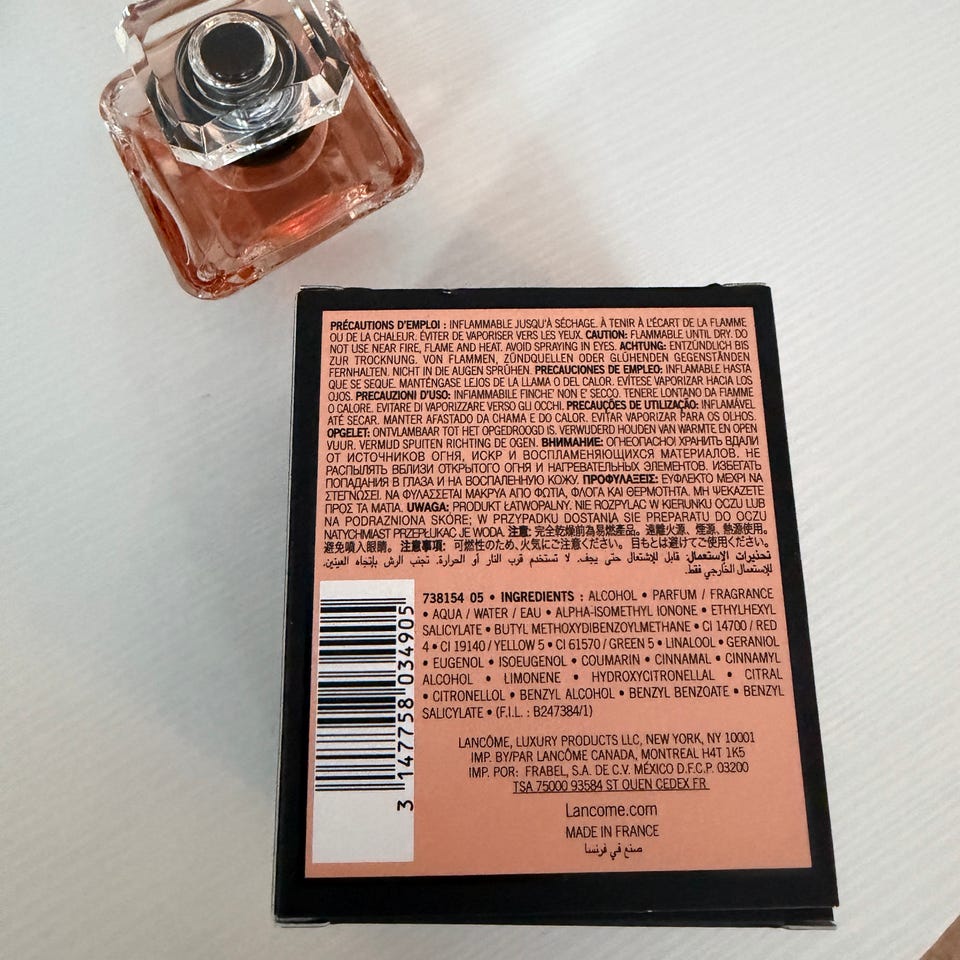 PRÉCAUTIONS D'EMPLOI : INFLAMMABLE JUSQU'À SÉCHAGE. À TENIR À L'ÉCART DE LA FLAMME
OU DE LA CHALEUR. ÉVITER DE VAPORISER VERS LES YEUX. CAUTION: FLAMMABLE UNTIL DRY. DO
NOT USE NEAR FIRE, FLAME AND HEAT. AVOID SPRAYING IN EYES. ACHTUNG: ENTZÜNDLICH BIS
ZUR TROCKNUNG. VON FLAMMEN, ZÜNDQUELLEN ODER GLÜHENDEN GEGENSTÄNDEN
FERNHALTEN. NICHT IN DIE AUGEN SPRÜHEN. PRECAUCIONES DE EMPLEO: INFLAMABLE HASTA
QUE SE SEQUE. MANTÉNGASE LEJOS DE LA LLAMA O DEL CALOR. EVÍTESE VAPORIZAR HACIA LOS
OJOS. PRECAUZIONI D'USO: INFIAMMABILE FINCHE' NON E' SECCO. TENERE LONTANO DA FIAMME
O CALORE. EVITARE DI VAPORIZZARE VERSO GLI OCCHI. PRECAUÇÕES DE UTILIZAÇÃO: INFLAMÁVEL
ATÉ SECAR. MANTER AFASTADO DA CHAMA E DO CALOR. EVITAR VAPORIZAR PARA OS OLHOS.
OPGELET: ONTVLAMBAAR TOT HET OPGEDROOGD IS. VERWIJDERD HOUDEN VAN WARMTE EN OPEN
VUUR. VERMIJD SPUITEN RICHTING DE OGEN. ВНИМАНИЕ: ОГНЕОПАСНО! ХРАНИТЬ ВДАЛИ
ОТ ИСТОЧНИКОВ ОГНЯ, ИСКР И ВОСПЛАМЕНЯЮЩИХСЯ МАТЕРИАЛОВ. НЕ
РАСПЫЛЯТЬ ВБЛИЗИ ОТКРЫТОГО ОГНЯ И НАГРЕВАТЕЛЬНЫХ ЭЛЕМЕНТОВ. ИЗБЕГАТЬ
ПОПАДАНИЯ В ГЛАЗА И НА ВОСПАЛЕННУЮ КОЖУ. ΠΡΟΦΥΛΑΞΕΙΣ: ΕΥΦΛΕΚΤΟ ΜΕΧΡΙ ΝΑ
ΣΤΕΓΝΩΣΕΙ. ΝΑ ΦΥΛΑΣΣΕΤΑΙ ΜΑΚΡΥΑ ΑΠΟ ΦΩΤΙΑ, ΦΛΟΓΑ ΚΑΙ ΘΕΡΜΟΤΗΤΑ. ΜΗ ΨΕΚΑΖΕΤΕ
ΠΡΟΣ ΤΑ ΜΑΤΙΑ. UWAGA: PRODUKT ŁATWOPALNY. NIE ROZPYLAĆ W KIERUNKU OCZU LUB
NA PODRAZNIONA SKÓRE; W PRZYPADKU DOSTANIA SIE PREPARATU DO OCZU
NATYCHMIAST PRZEPŁUKAC JE WODA. 注意: 完全乾燥前為易燃產品。遠離火源、煙源、熱源使用。
避免噴入眼睛。 注意事項: 可燃性のため、火気にご注意ください。目もとは避けてご使用ください。
تحذيرات الإستعمال: قابل للإشتعال حتى يجف. لا تستخدم قرب النار أو الحرارة. تجنب الرش بإتجاه العينين.
للإستعمال الخارجي فقط.
738154 05 • INGREDIENTS : ALCOHOL • PARFUM / FRAGRANCE
• AQUA / WATER / EAU • ALPHA-ISOMETHYL IONONE • ETHYLHEXYL
SALICYLATE • BUTYL METHOXYDIBENZOYLMETHANE • CI 14700 / RED
4 • CI 19140 / YELLOW 5 • CI 61570 / GREEN 5 • LINALOOL • GERANIOL
• EUGENOL • ISOEUGENOL • COUMARIN • CINNAMAL • CINNAMYL
ALCOHOL • LIMONENE • HYDROXYCITRONELLAL • CITRAL
• CITRONELLOL • BENZYL ALCOHOL • BENZYL BENZOATE • BENZYL
SALICYLATE • (F.I.L. : B247384/1)
3 147758 034905
LANCÔME, LUXURY PRODUCTS LLC, NEW YORK, NY 10001
IMP. BY/PAR LANCÔME CANADA, MONTREAL H4T 1K5
IMP. POR: FRABEL, S.A. DE C.V. MÉXICO D.F.C.P. 03200
TSA 75000 93584 ST OUEN CEDEX FR
Lancome.com
MADE IN FRANCE
صنع في فرنسا